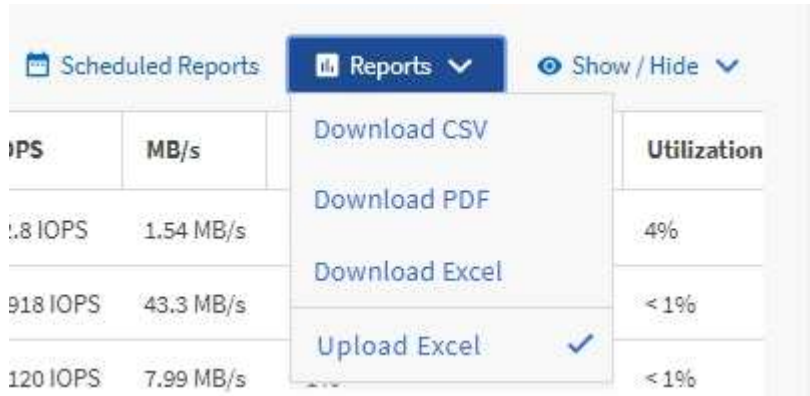 Scheduled Reports Reports Show / Hide
MB/s Utilization
Download CSV
Download PDF
.8 IOPS 1.54 MB/s 4%
Download Excel
918 IOPS 43.3 MB/s < 1%
Upload Excel
120 IOPS 7.99 MB/s < 1%